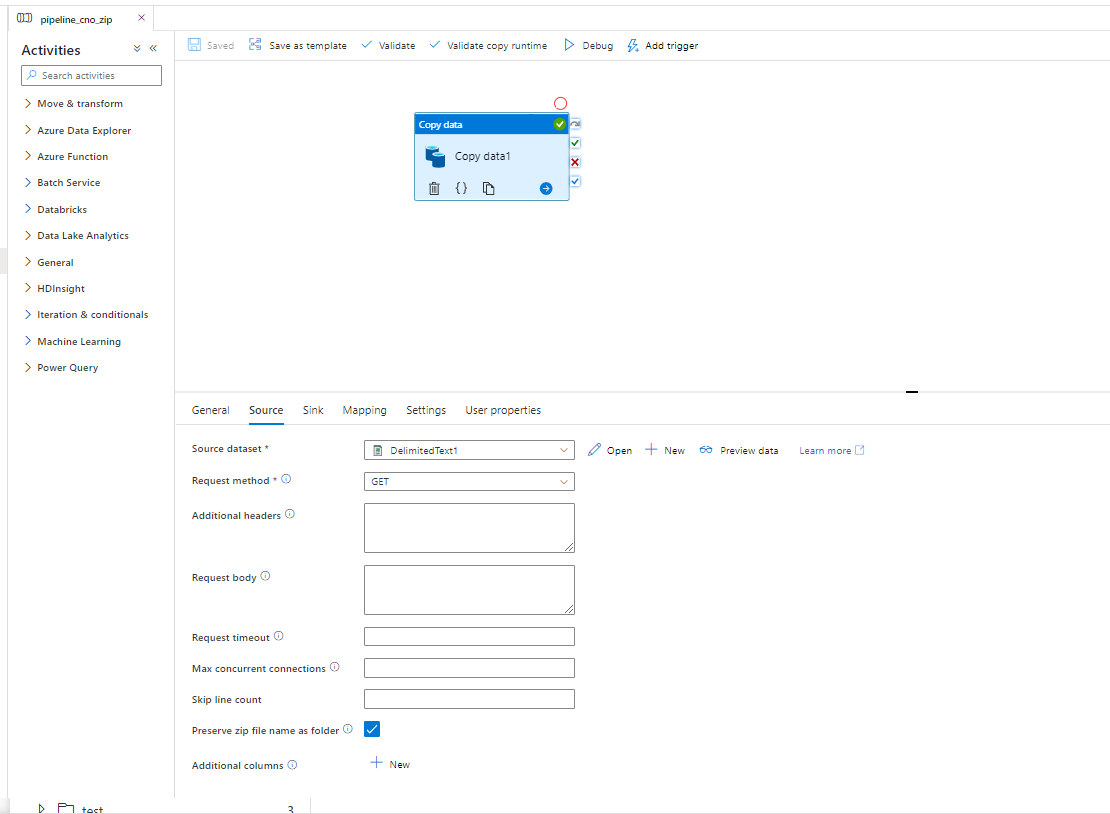 pipeline_cno_zip
Activities
Search activities
Move & transform
Azure Data Explorer
Azure Function
Batch Service
Databricks
Data Lake Analytics
General
HDInsight
Iteration & conditionals
Machine Learning
Power Query
Saved Save as template Validate Validate copy runtime Debug Add trigger
Copy data
Copy data1
General Source Sink Mapping Settings User properties
Source dataset * DelimitedText1 Open New Preview data Learn more
Request method * GET
Additional headers
Request body
Request timeout
Max concurrent connections
Skip line count
Preserve zip file name as folder
Additional columns New
test 3